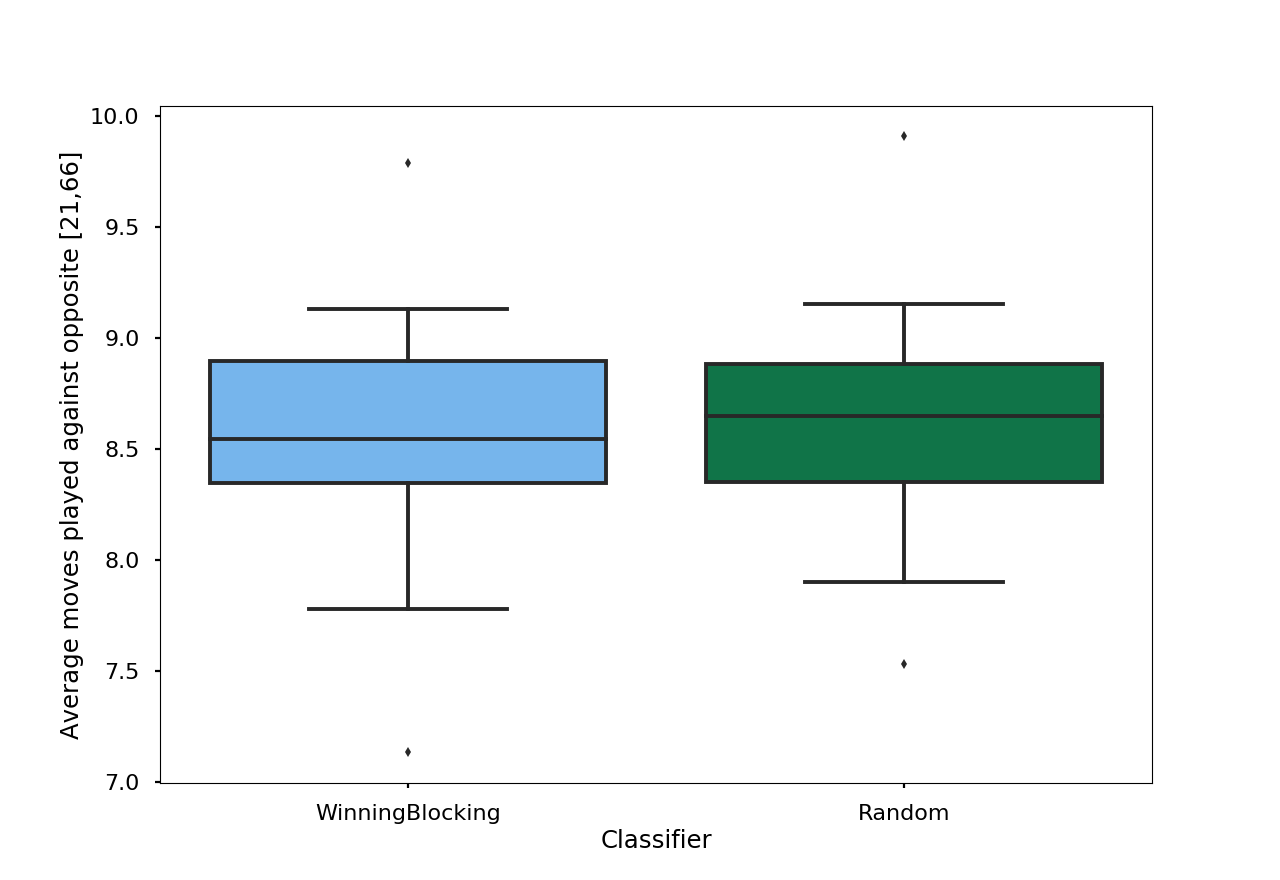 Average moves played against opposite [21,66]
10.0
9.5
9.0
8.5
8.0
7.5
7.0
WinningBlocking
Random
Classifier